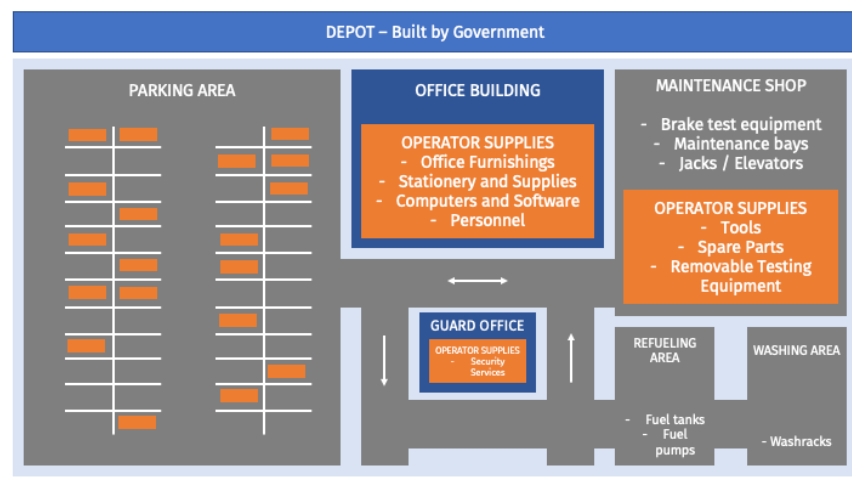 DEPOT – Built by Government
PARKING AREA
OFFICE BUILDING
OPERATOR SUPPLIES
- Office Furnishings
- Stationery and Supplies
- Computers and Software
- Personnel
MAINTENANCE SHOP
- Brake test equipment
- Maintenance bays
- Jacks / Elevators
OPERATOR SUPPLIES
- Tools
- Spare Parts
- Removable Testing
Equipment
GUARD OFFICE
OPERATOR SUPPLIES
- Security
Services
REFUELING
AREA
- Fuel tanks
- Fuel
pumps
WASHING AREA
- Washracks